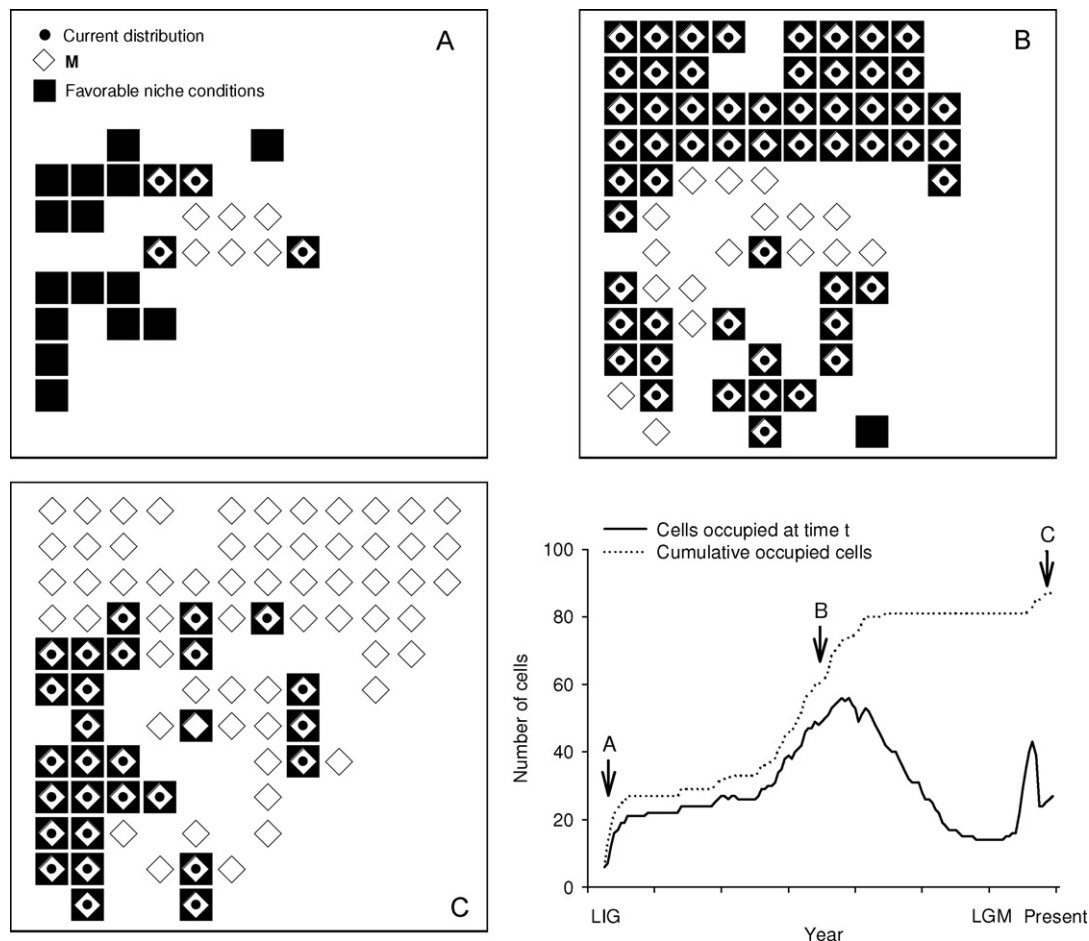 A
Current distribution
M
Favorable niche conditions
B
C
Cells occupied at time t
Cumulative occupied cells
100
80
60
40
20
0
Number of cells
A
B
C
LIG
LGM
Present
Year